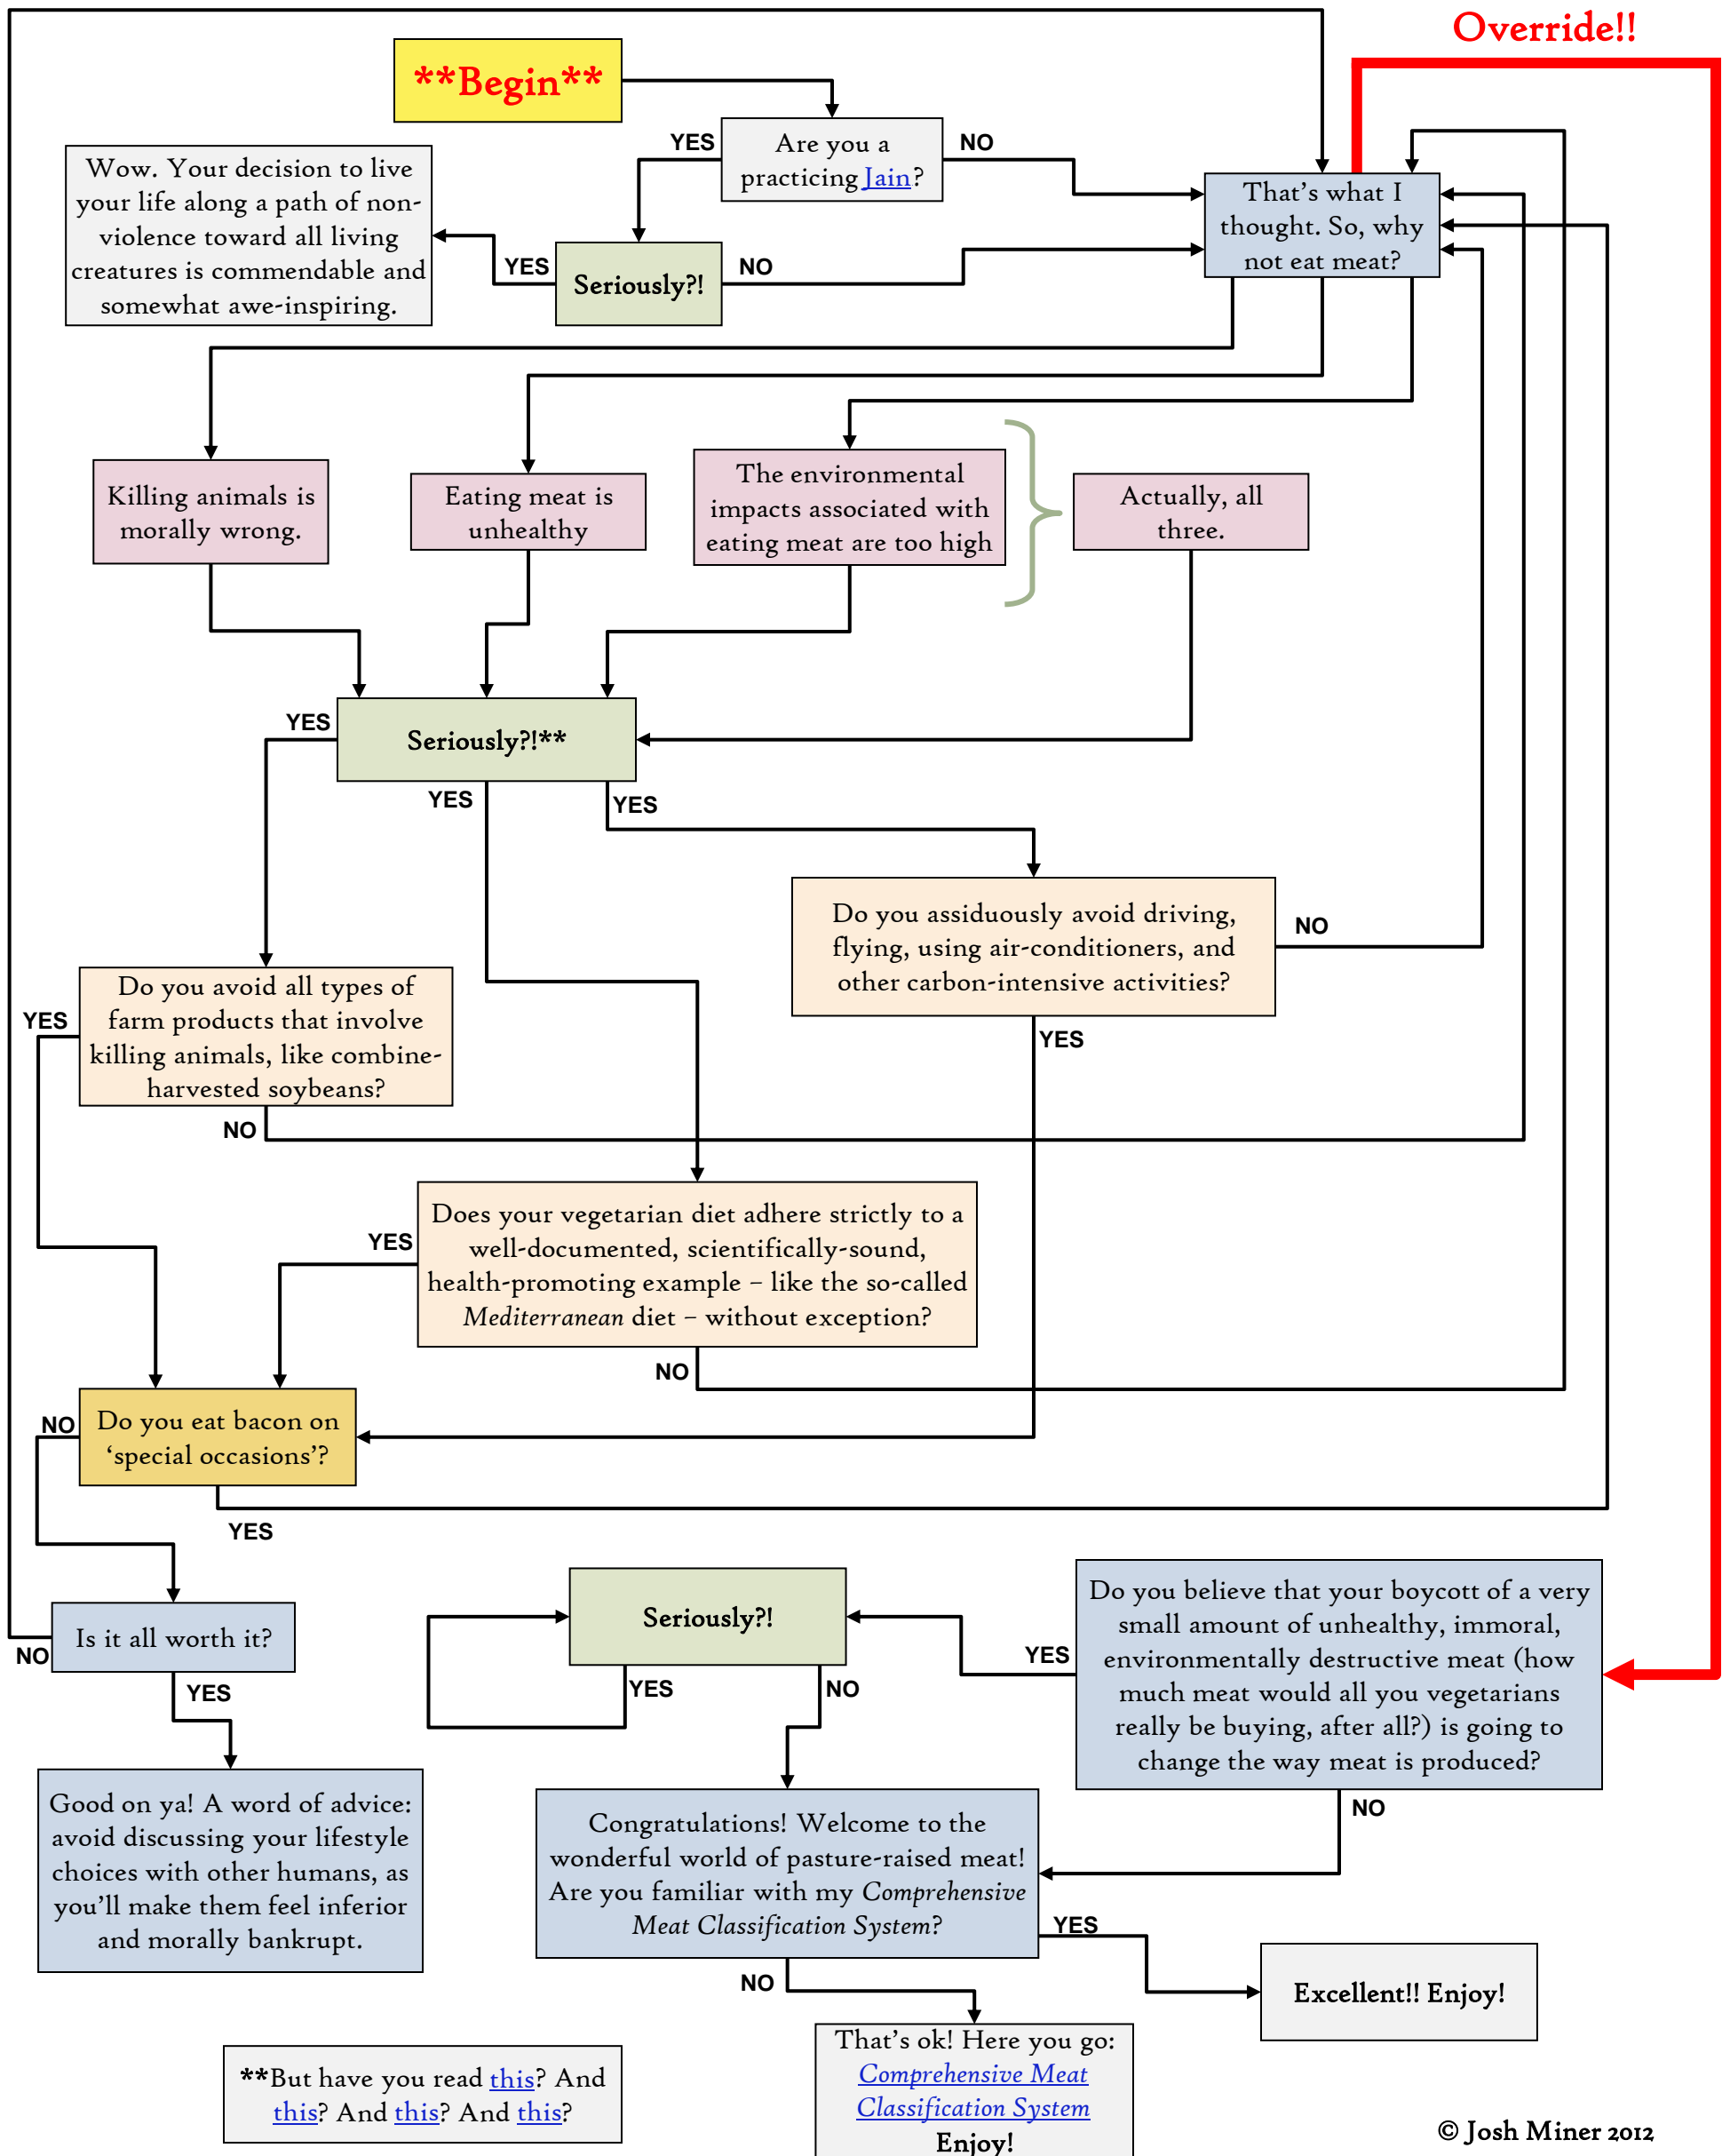 Override!!
**Begin**
YES
Are you a
practicing Jain?
NO
Wow. Your decision to live
your life along a path of non-
violence toward all living
creatures is commendable and
somewhat awe-inspiring.
YES
Seriously?!
NO
That's what I
thought. So, why
not eat meat?
Killing animals is
morally wrong.
Eating meat is
unhealthy
The environmental
impacts associated with
eating meat are too high
Actually, all
three.
YES
Seriously?!**
YES
YES
Do you assiduously avoid driving,
flying, using air-conditioners, and
other carbon-intensive activities?
NO
YES
YES
Do you avoid all types of
farm products that involve
killing animals, like combine-
harvested soybeans?
NO
YES
Does your vegetarian diet adhere strictly to a
well-documented, scientifically-sound,
health-promoting example – like the so-called
Mediterranean diet – without exception?
NO
NO
Do you eat bacon on
‘special occasions’?
YES
Is it all worth it?
NO
YES
Good on ya! A word of advice:
avoid discussing your lifestyle
choices with other humans, as
you'll make them feel inferior
and morally bankrupt.
Seriously?!
YES
NO
YES
Do you believe that your boycott of a very
small amount of unhealthy, immoral,
environmentally destructive meat (how
much meat would all you vegetarians
really be buying, after all?) is going to
change the way meat is produced?
NO
Congratulations! Welcome to the
wonderful world of pasture-raised meat!
Are you familiar with my Comprehensive
Meat Classification System?
YES
NO
Excellent!! Enjoy!
That's ok! Here you go:
Comprehensive Meat
Classification System
Enjoy!
**But have you read this? And
this? And this? And this?
© Josh Miner 2012